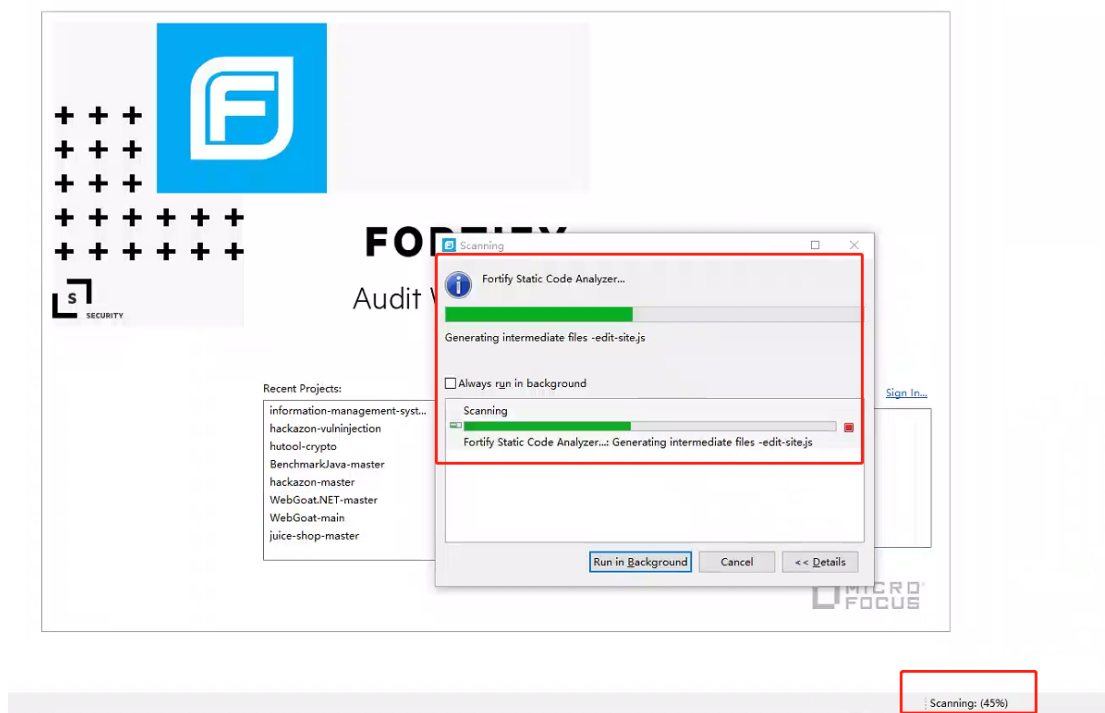 F
FORTIFY
Audit W
S
SECURITY
Scanning
Fortify Static Code Analyzer...
Generating intermediate files -edit-site.js
Always run in background
Scanning
Fortify Static Code Analyzer...: Generating intermediate files -edit-site.js
Run in Background
Cancel
<< Details
Recent Projects:
information-management-syst...
hackazon-vulninjection
hutool-crypto
BenchmarkJava-master
hackazon-master
WebGoat.NET-master
WebGoat-main
juice-shop-master
Sign In...
MICRO
FOCUS
Scanning: (45%)